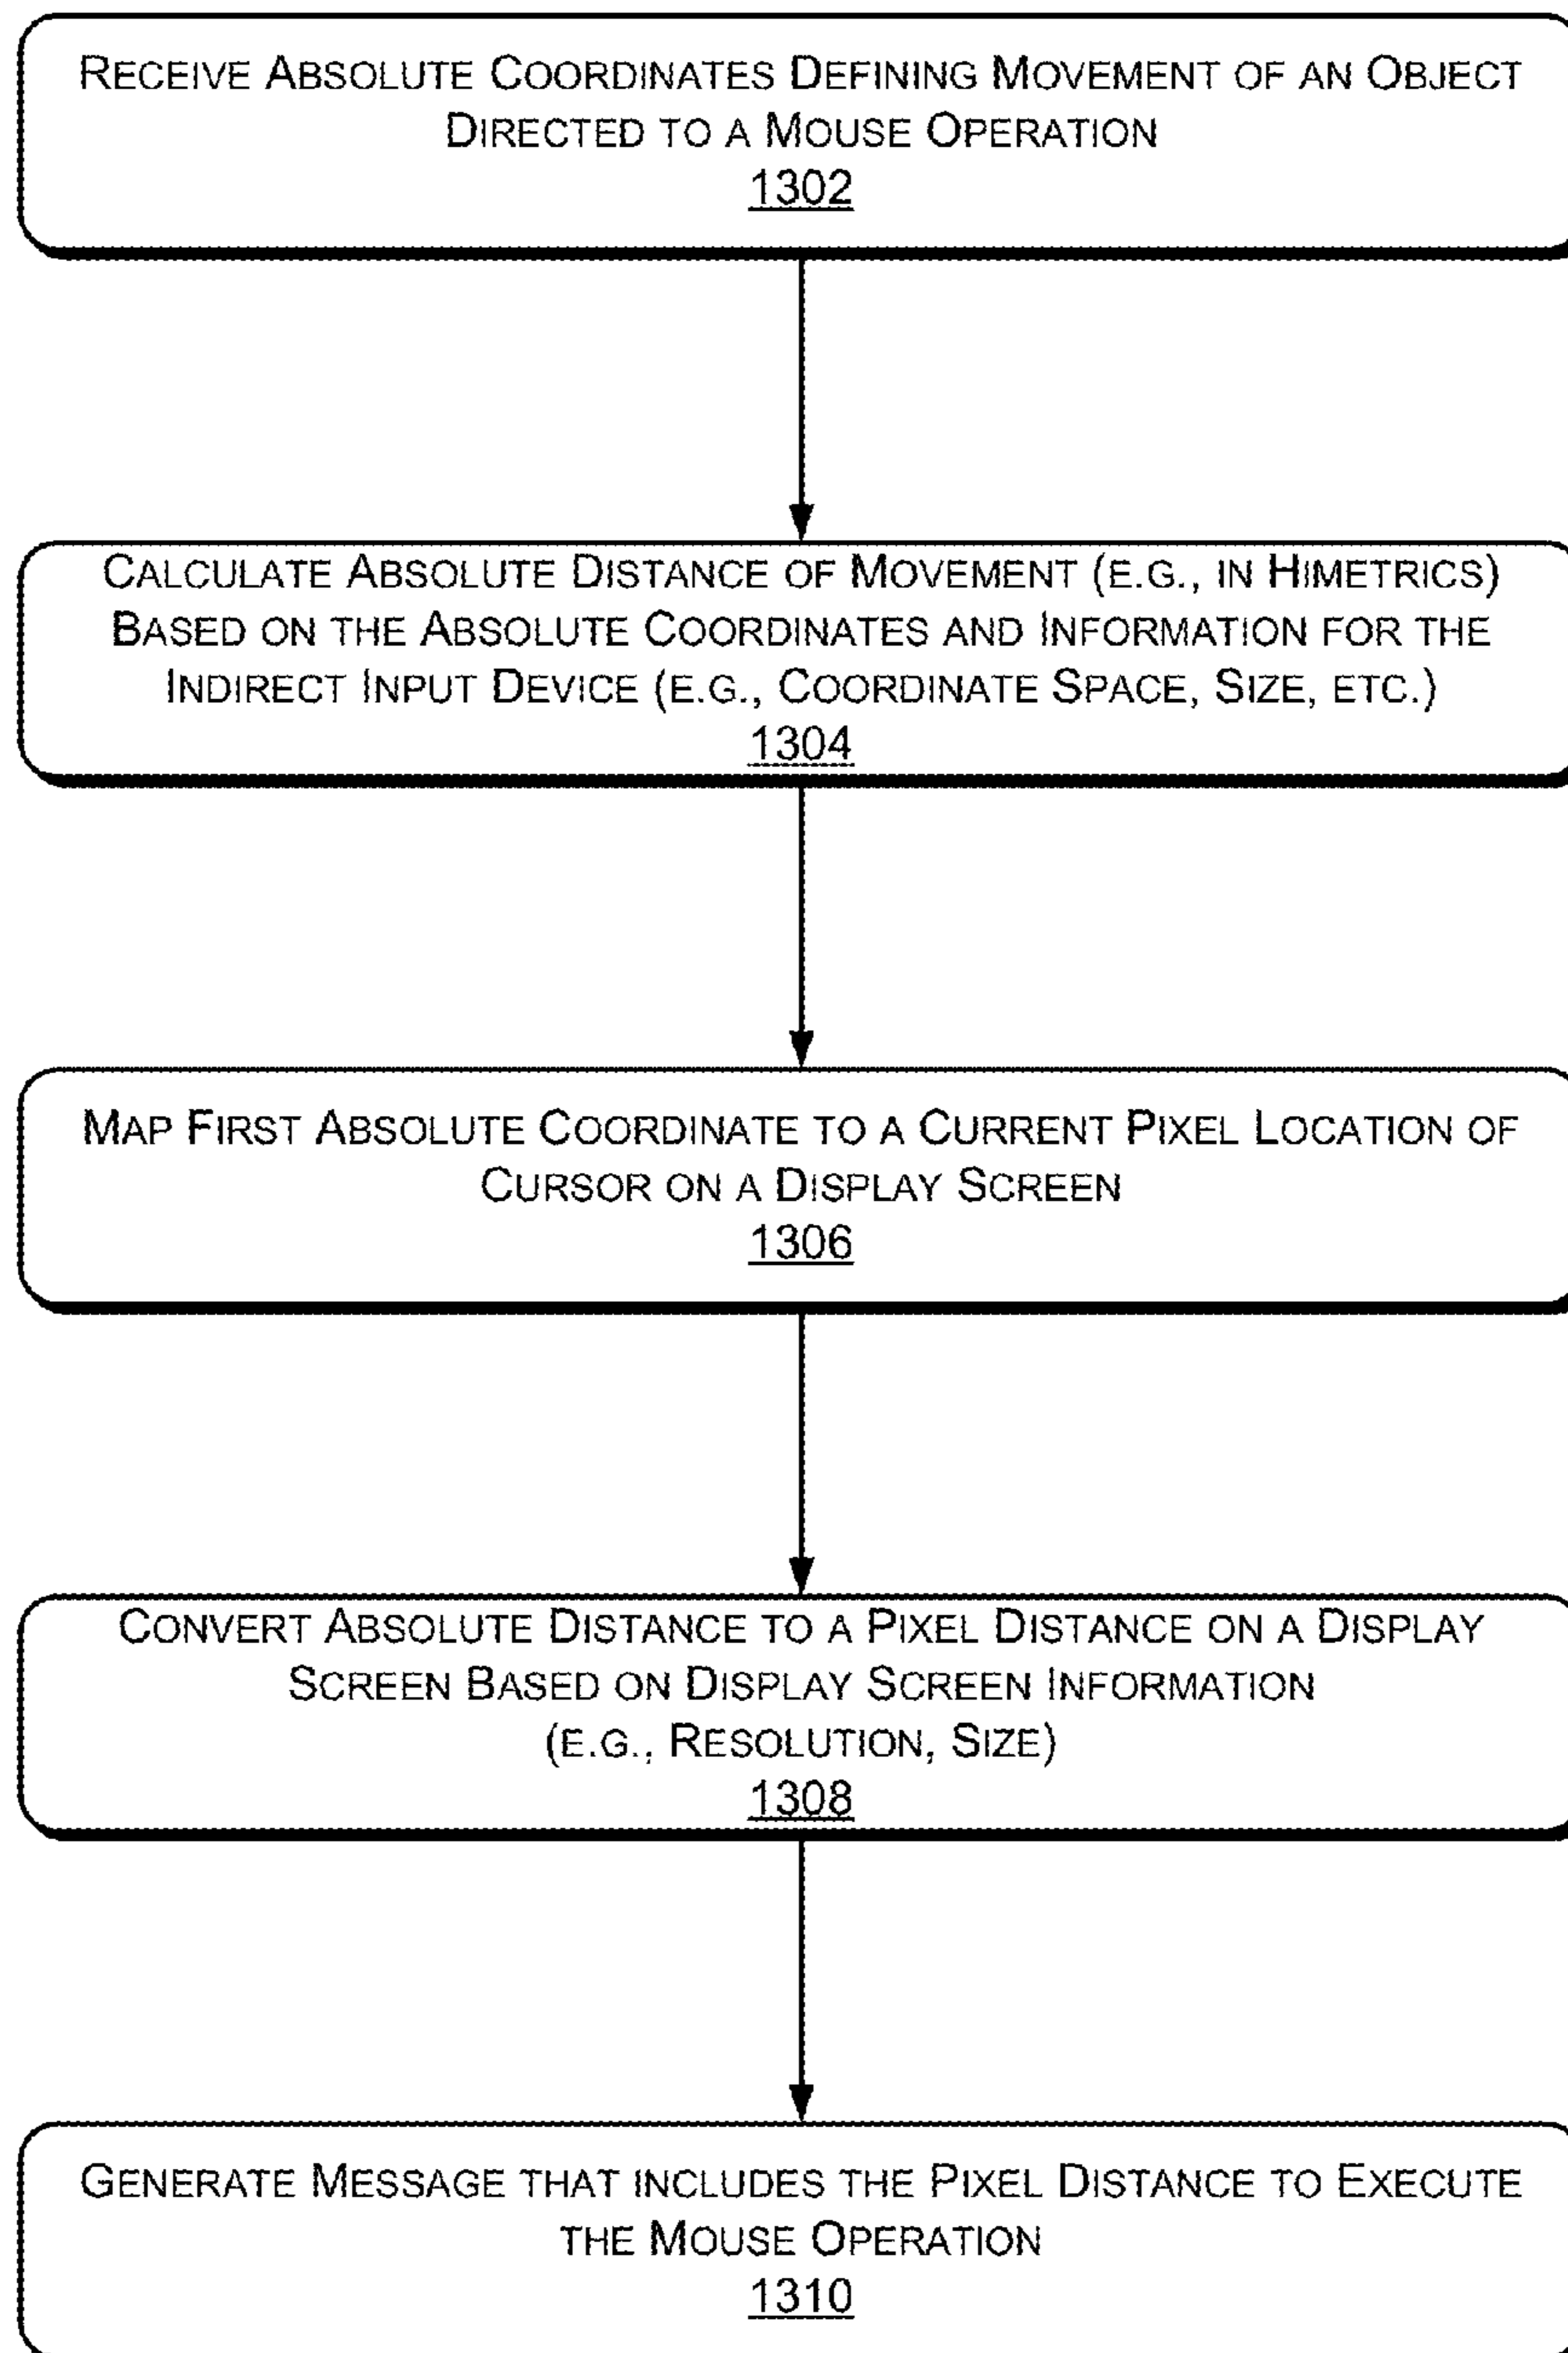 RECEIVE ABSOLUTE COORDINATES DEFINING MOVEMENT OF AN OBJECT
DIRECTED TO A MOUSE OPERATION
1302
CALCULATE ABSOLUTE DISTANCE OF MOVEMENT (E.G., IN HIMETRICS)
BASED ON THE ABSOLUTE COORDINATES AND INFORMATION FOR THE
INDIRECT INPUT DEVICE (E.G., COORDINATE SPACE, SIZE, ETC.)
1304
MAP FIRST ABSOLUTE COORDINATE TO A CURRENT PIXEL LOCATION OF
CURSOR ON A DISPLAY SCREEN
1306
CONVERT ABSOLUTE DISTANCE TO A PIXEL DISTANCE ON A DISPLAY
SCREEN BASED ON DISPLAY SCREEN INFORMATION
(E.G., RESOLUTION, SIZE)
1308
GENERATE MESSAGE THAT INCLUDES THE PIXEL DISTANCE TO EXECUTE
THE MOUSE OPERATION
1310